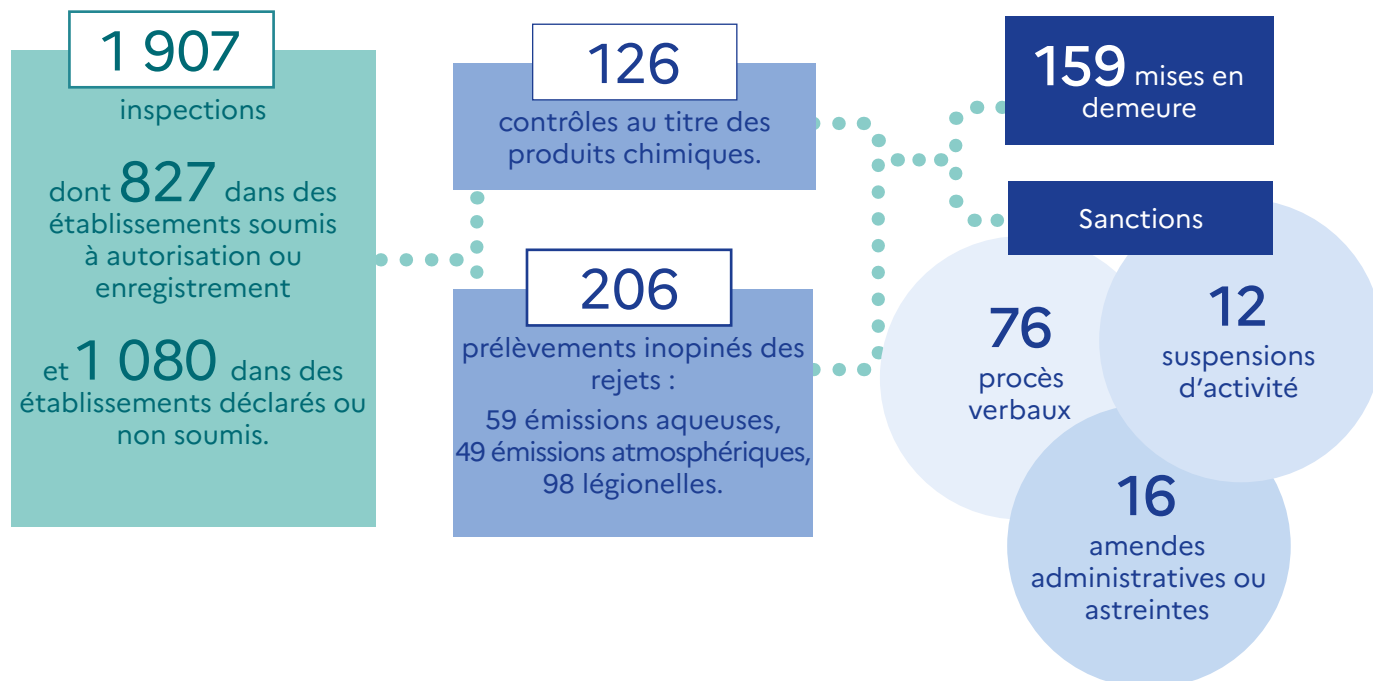 1 907
inspections
dont 827 dans des
établissements soumis
à autorisation ou
enregistrement
et 1 080 dans des
établissements déclarés ou
non soumis.
126
contrôles au titre des
produits chimiques.
206
prélèvements inopinés des
rejets :
59 émissions aqueuses,
49 émissions atmosphériques,
98 légionelles.
159 mises en
demeure
Sanctions
76
procès
verbaux
12
suspensions
d’activité
16
amendes
administratives ou
astreintes